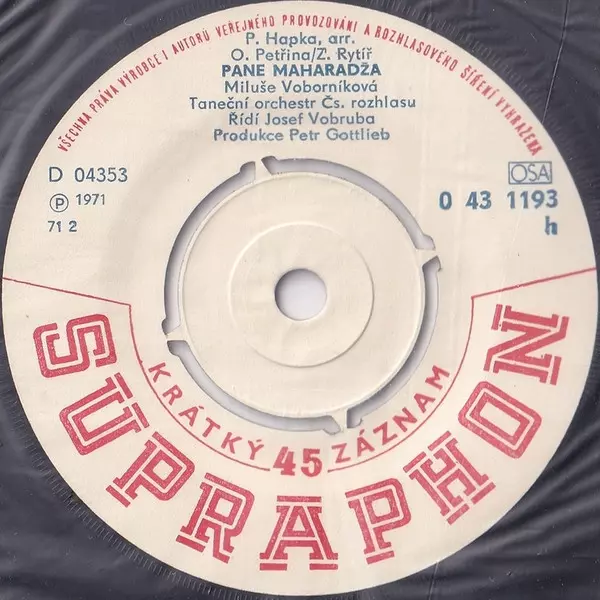 VŠECHNA PRÁVA VÝROBCE I AUTORŮ VEŘEJNÉHO PROVOZOVÁNÍ A ROZHLASOVÉHO ŠÍŘENÍ VYHRAŽENA
P. Hapka, arr.
O. Petřina/Z. Rytíř
PANE MAHARADŽA
Miluše Voborníková
Taneční orchestr Čs. rozhlasu
Řídí Josef Vobruba
Produkce Petr Gottlieb
D 04353
Ⓟ 1971
71 2
OSA
0 43 1193
h
KRÁTKÝ 45 ZÁZNAM
SUPRAPHON